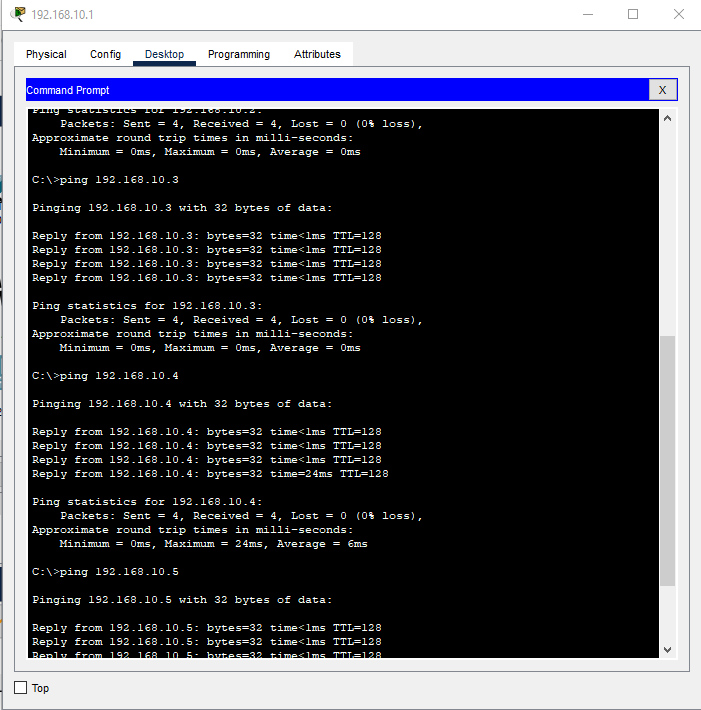 192.168.10.1
Physical Config Desktop Programming Attributes
Command Prompt X
Ping statistics for 192.168.10.2:
Packets: Sent = 4, Received = 4, Lost = 0 (0% loss),
Approximate round trip times in milli-seconds:
Minimum = 0ms, Maximum = 0ms, Average = 0ms
C:\>ping 192.168.10.3
Pinging 192.168.10.3 with 32 bytes of data:
Reply from 192.168.10.3: bytes=32 time<1ms TTL=128
Reply from 192.168.10.3: bytes=32 time<1ms TTL=128
Reply from 192.168.10.3: bytes=32 time<1ms TTL=128
Reply from 192.168.10.3: bytes=32 time<1ms TTL=128
Ping statistics for 192.168.10.3:
Packets: Sent = 4, Received = 4, Lost = 0 (0% loss),
Approximate round trip times in milli-seconds:
Minimum = 0ms, Maximum = 0ms, Average = 0ms
C:\>ping 192.168.10.4
Pinging 192.168.10.4 with 32 bytes of data:
Reply from 192.168.10.4: bytes=32 time<1ms TTL=128
Reply from 192.168.10.4: bytes=32 time<1ms TTL=128
Reply from 192.168.10.4: bytes=32 time<1ms TTL=128
Reply from 192.168.10.4: bytes=32 time=24ms TTL=128
Ping statistics for 192.168.10.4:
Packets: Sent = 4, Received = 4, Lost = 0 (0% loss),
Approximate round trip times in milli-seconds:
Minimum = 0ms, Maximum = 24ms, Average = 6ms
C:\>ping 192.168.10.5
Pinging 192.168.10.5 with 32 bytes of data:
Reply from 192.168.10.5: bytes=32 time<1ms TTL=128
Reply from 192.168.10.5: bytes=32 time<1ms TTL=128
Reply from 192.168.10.5: bytes=32 time<1ms TTL=128
Top